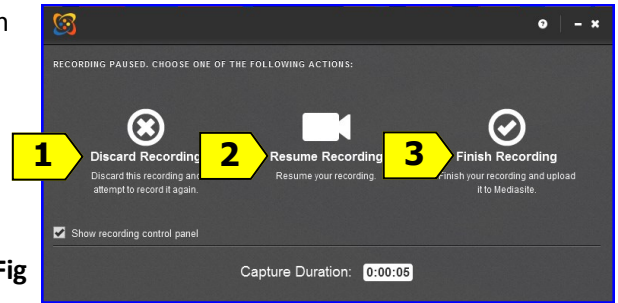 RECORDING PAUSED. CHOOSE ONE OF THE FOLLOWING ACTIONS:
1
Discard Recording
Discard this recording and
attempt to record it again.
2
Resume Recording
Resume your recording.
3
Finish Recording
Finish your recording and upload
it to Mediasite.
Show recording control panel
Fig
Capture Duration: 0:00:05